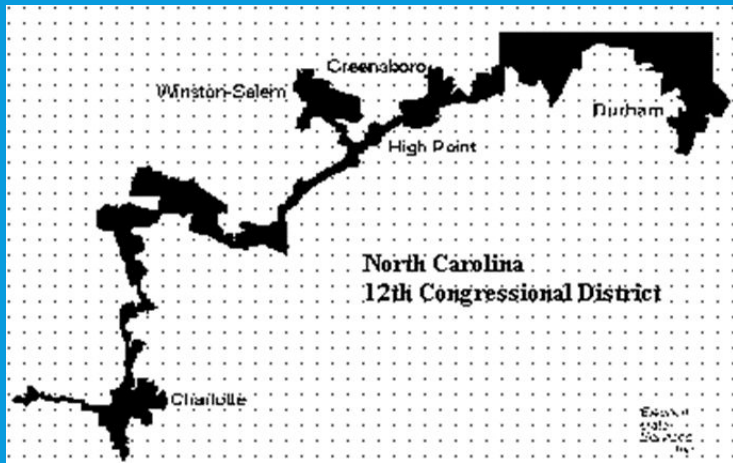 Greensboro
Winston-Salem
Durham
High Point
North Carolina
12th Congressional District
Charlotte